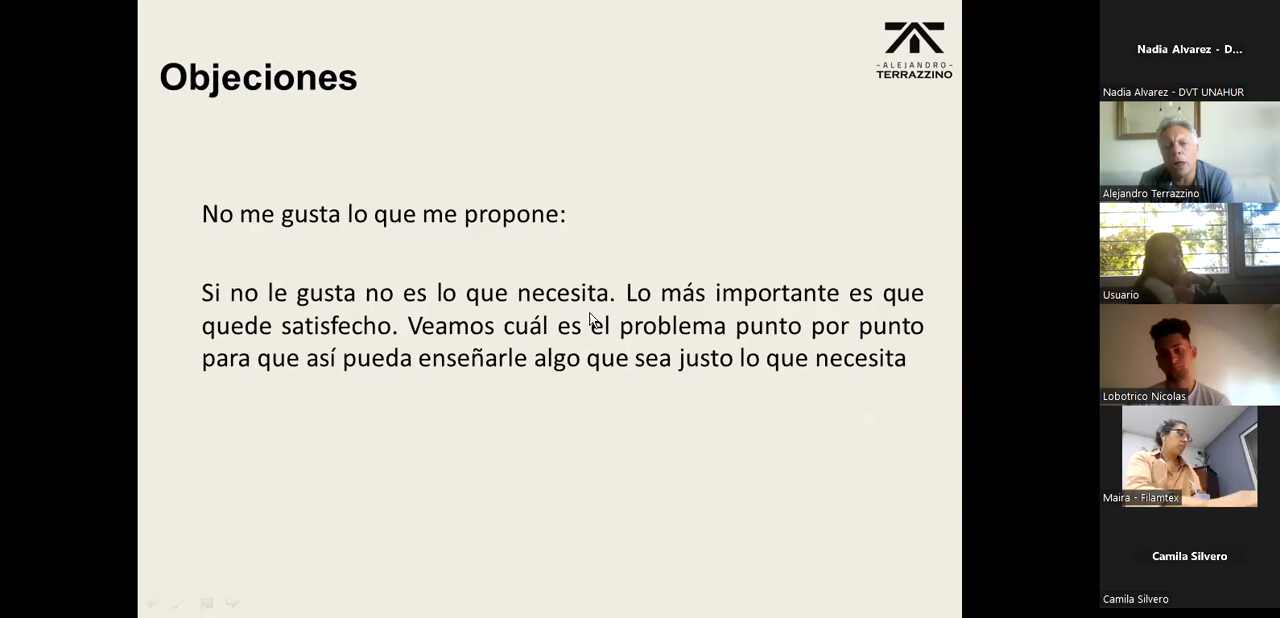 Objeciones
-ALEJANDRO-
TERRAZZINO
No me gusta lo que me propone:
Si no le gusta no es lo que necesita. Lo más importante es que
quede satisfecho. Veamos cuál es el problema punto por punto
para que así pueda enseñarle algo que sea justo lo que necesita
Nadia Alvarez - D...
Nadia Alvarez - DVT UNAHUR
Alejandro Terrazzino
Usuario
Lobotrico Nicolas
Maira - Filamtex
Camila Silvero
Camila Silvero